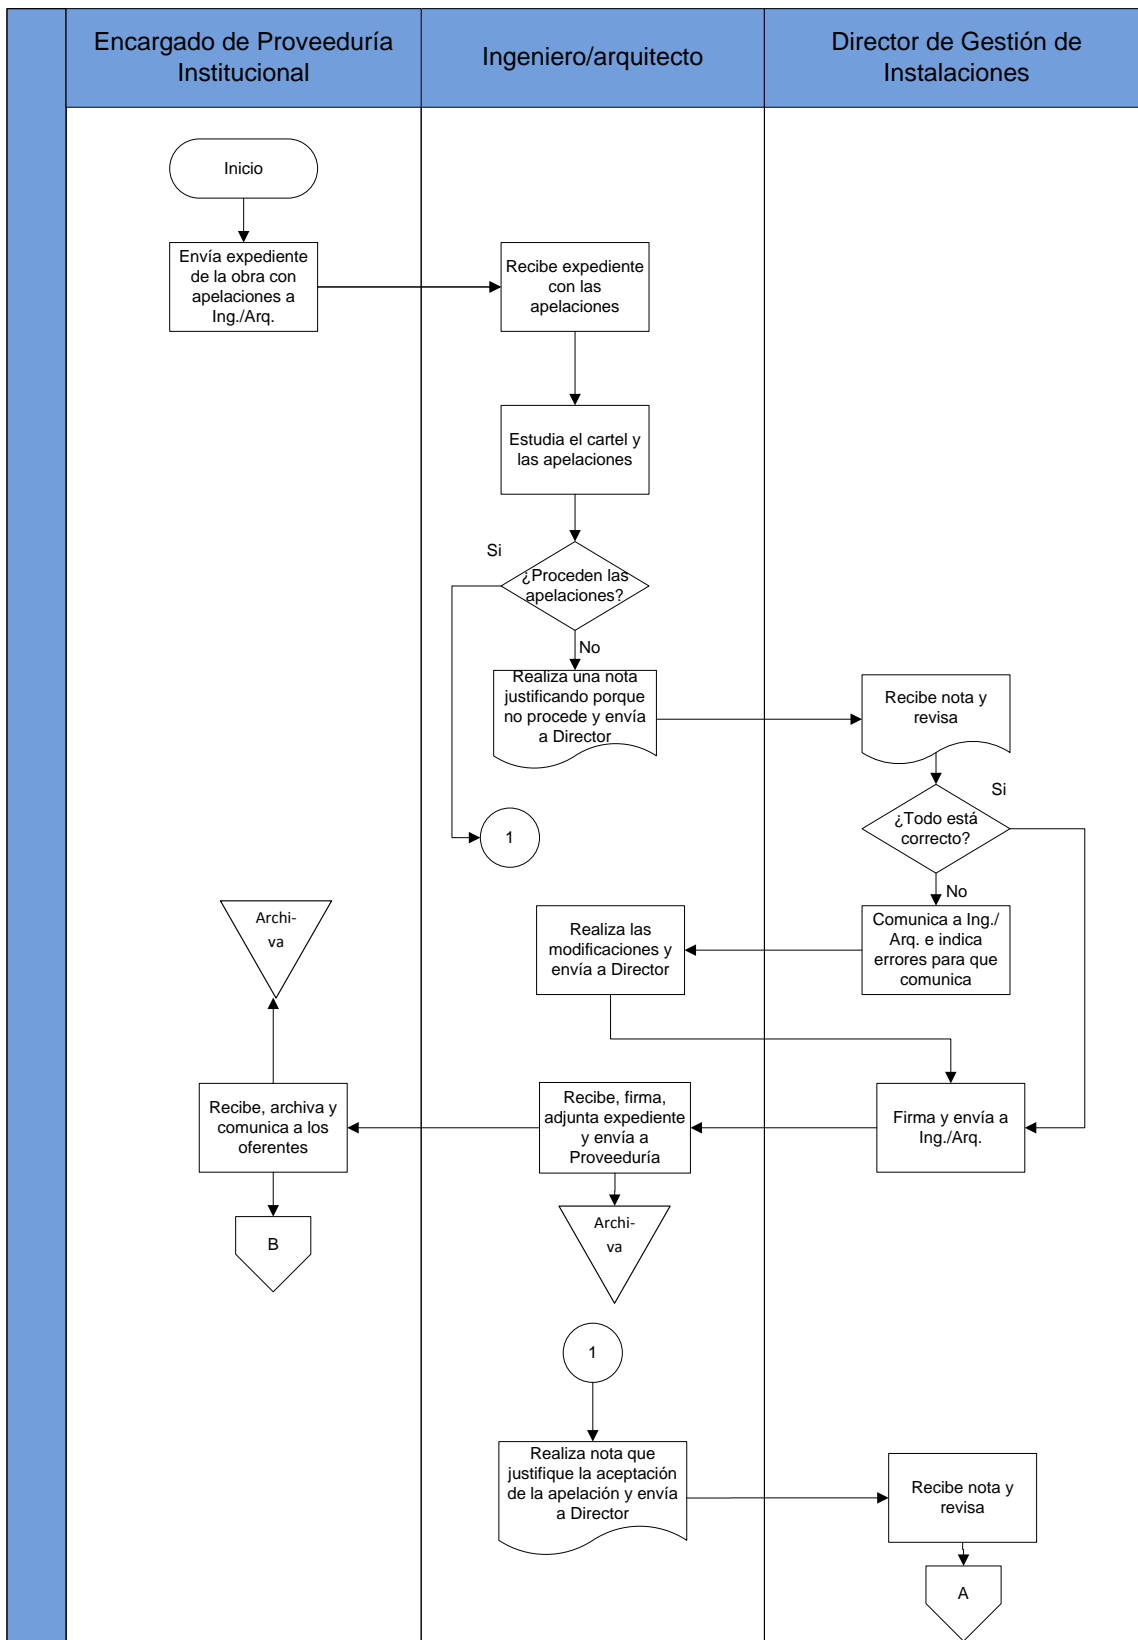 Encargado de Proveeduría
Institucional
Ingeniero/arquitecto
Director de Gestión de
Instalaciones
Inicio
Envía expediente
de la obra con
apelaciones a
Ing./Arq.
Recibe expediente
con las
apelaciones
Estudia el cartel y
las apelaciones
Si
¿Proceden las
apelaciones?
No
Realiza una nota
justificando porque
no procede y envía
a Director
Recibe nota y
revisa
Si
¿Todo está
correcto?
1
No
Comunica a Ing./
Arq. e indica
errores para que
comunica
Realiza las
modificaciones y
envía a Director
Archi-
va
Recibe, archiva y
comunica a los
oferentes
Recibe, firma,
adjunta expediente
y envía a
Proveeduría
Firma y envía a
Ing./Arq.
B
Archi-
va
1
Realiza nota que
justifique la aceptación
de la apelación y envía
a Director
Recibe nota y
revisa
A